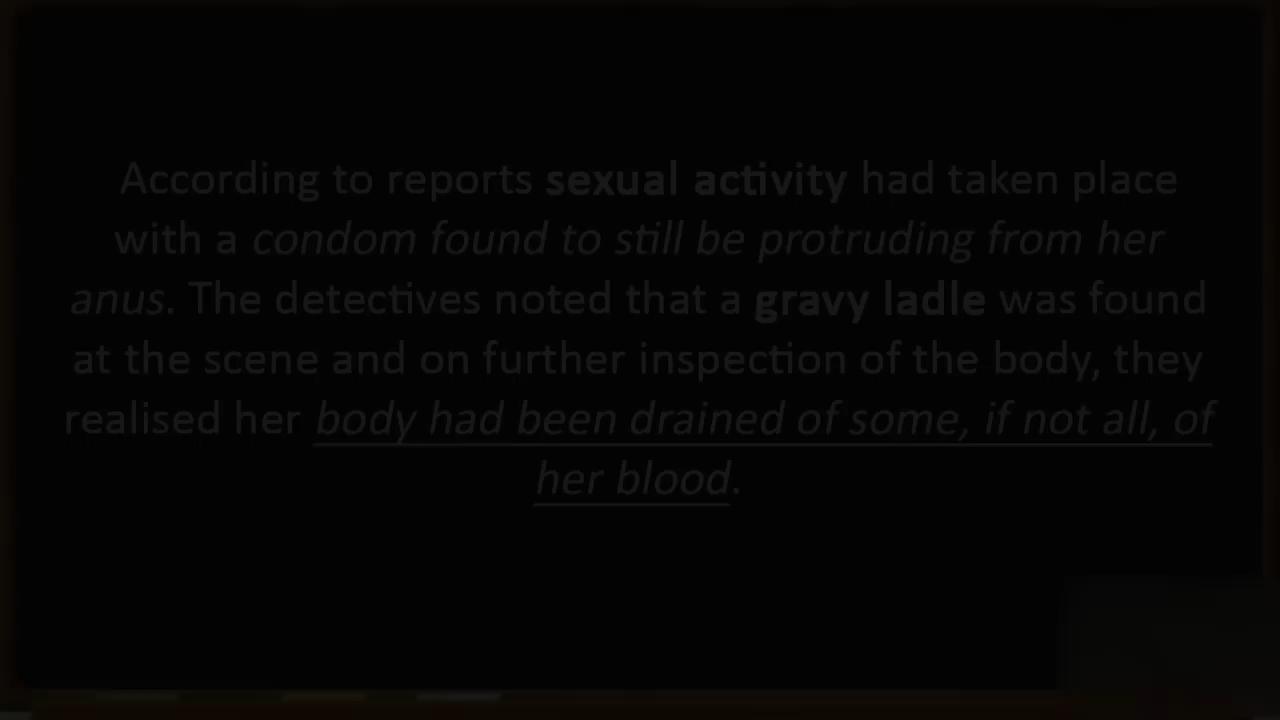 According to reports sexual activity had taken place
with a condom found to still be protruding from her
anus. The detectives noted that a gravy ladle was found
at the scene and on further inspection of the body, they
realised her body had been drained of some, if not all, of
her blood.